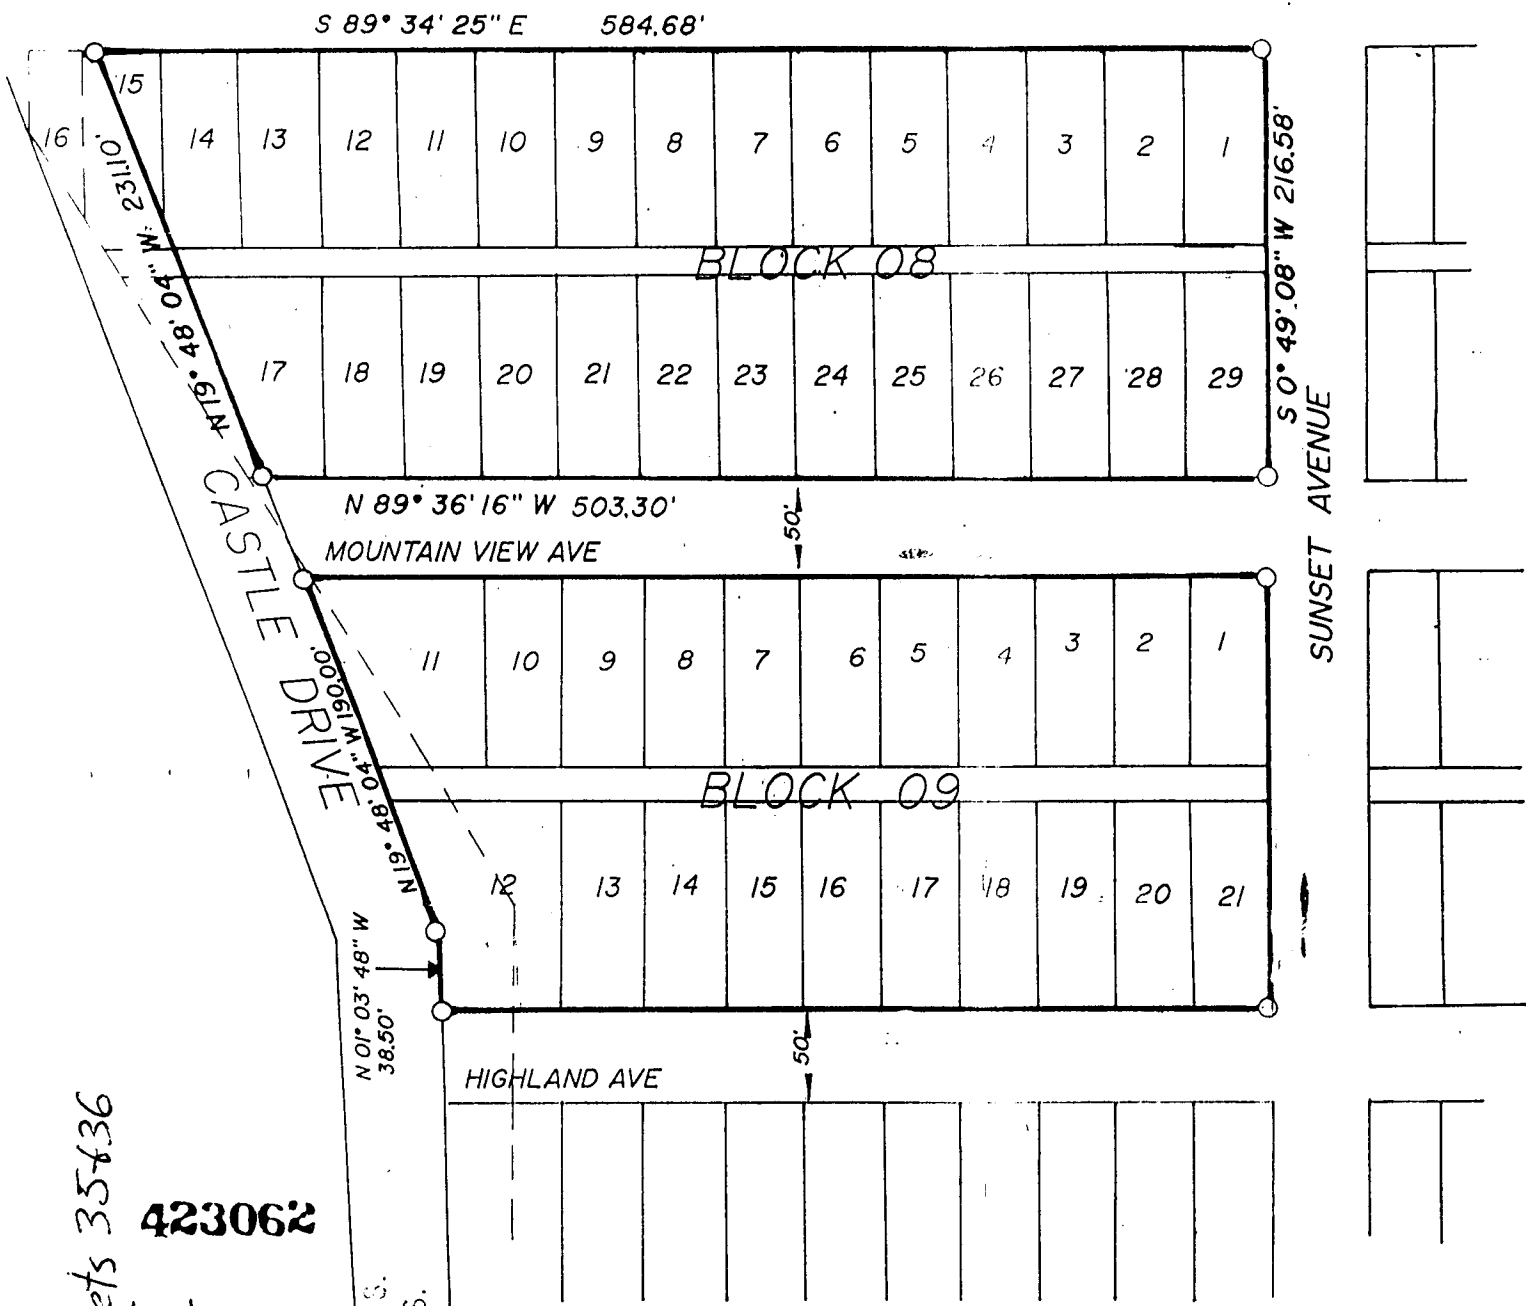 S 89° 34' 25" E 584.68'
15
16 14 13 12 11 10 9 8 7 6 5 4 3 2 1
N19° 48' 04" W 231.10'
S 0° 49' 08" W 216.58'
BLOCK 08
17 18 19 20 21 22 23 24 25 26 27 28 29
N 89° 36' 16" W 503.30'
50'
MOUNTAIN VIEW AVE
SUNSET AVENUE
CASTLE DRIVE
11 10 9 8 7 6 5 4 3 2 1
N19° 48' 04" W 190.00'
BLOCK 09
12 13 14 15 16 17 18 19 20 21
N 01° 03' 48" W
38.50'
50'
HIGHLAND AVE
423062
S.
S.